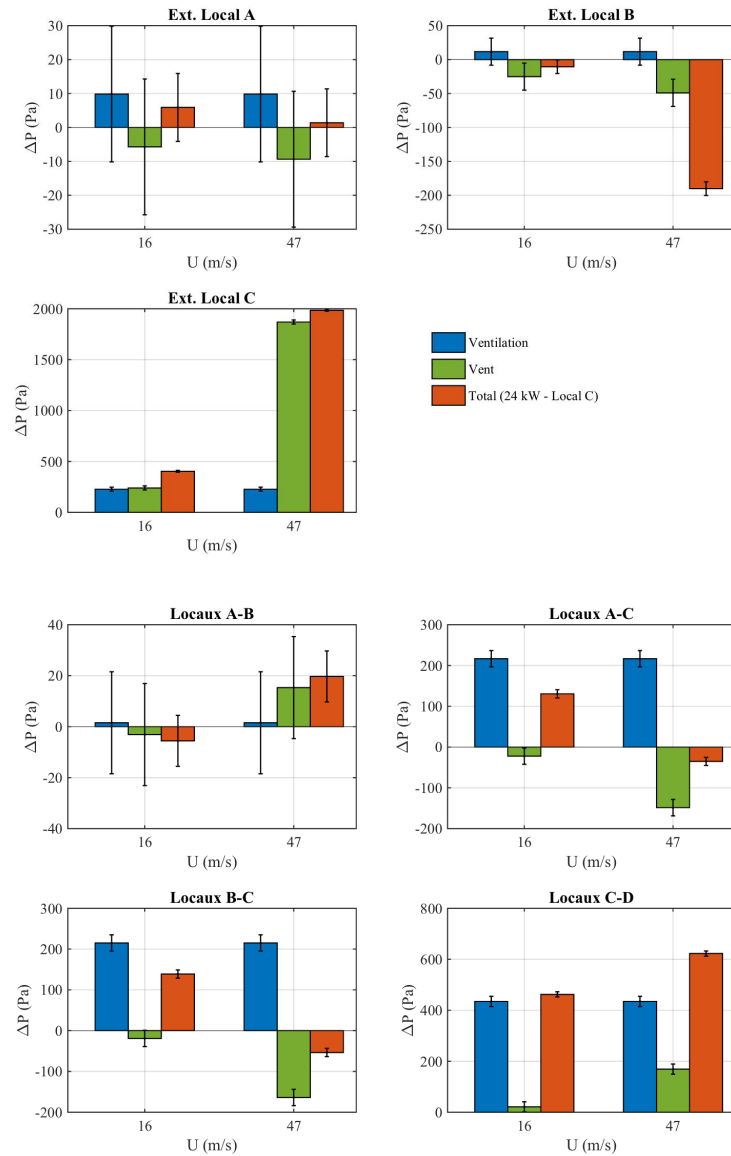 Ext. Local A
ΔP (Pa)
30
20
10
0
-10
-20
-30
16
47
U (m/s)
Ext. Local B
ΔP (Pa)
50
0
-50
-100
-150
-200
-250
16
47
U (m/s)
Ext. Local C
ΔP (Pa)
2000
1500
1000
500
0
16
47
U (m/s)
Ventilation
Vent
Total (24 kW - Local C)
Locaux A-B
ΔP (Pa)
40
20
0
-20
-40
16
47
U (m/s)
Locaux A-C
ΔP (Pa)
300
200
100
0
-100
-200
16
47
U (m/s)
Locaux B-C
ΔP (Pa)
300
200
100
0
-100
-200
16
47
U (m/s)
Locaux C-D
ΔP (Pa)
800
600
400
200
0
16
47
U (m/s)